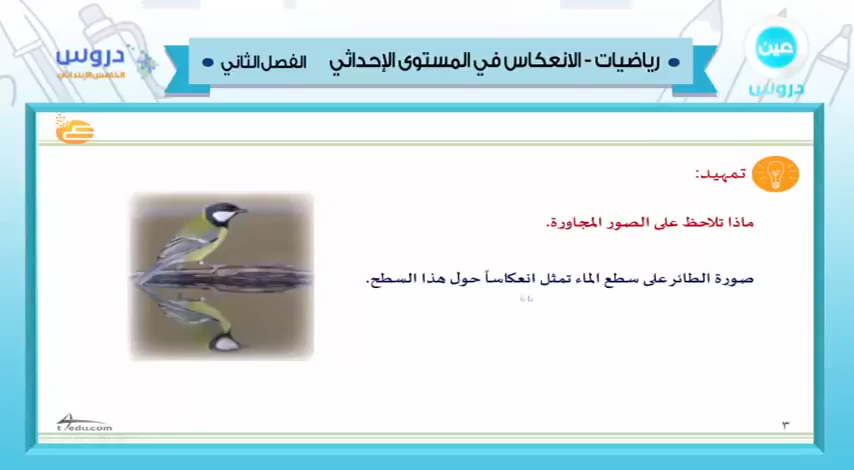 عين
دروس
رياضيات - الانعكاس في المستوى الإحداثي الفصل الثاني
دروس
الخامس الابتدائي
تمهيد:
ماذا تلاحظ على الصور المجاورة.
صورة الطائر على سطع الماء تمثل انعكاساً حول هذا السطح.
t4edu.com
٣